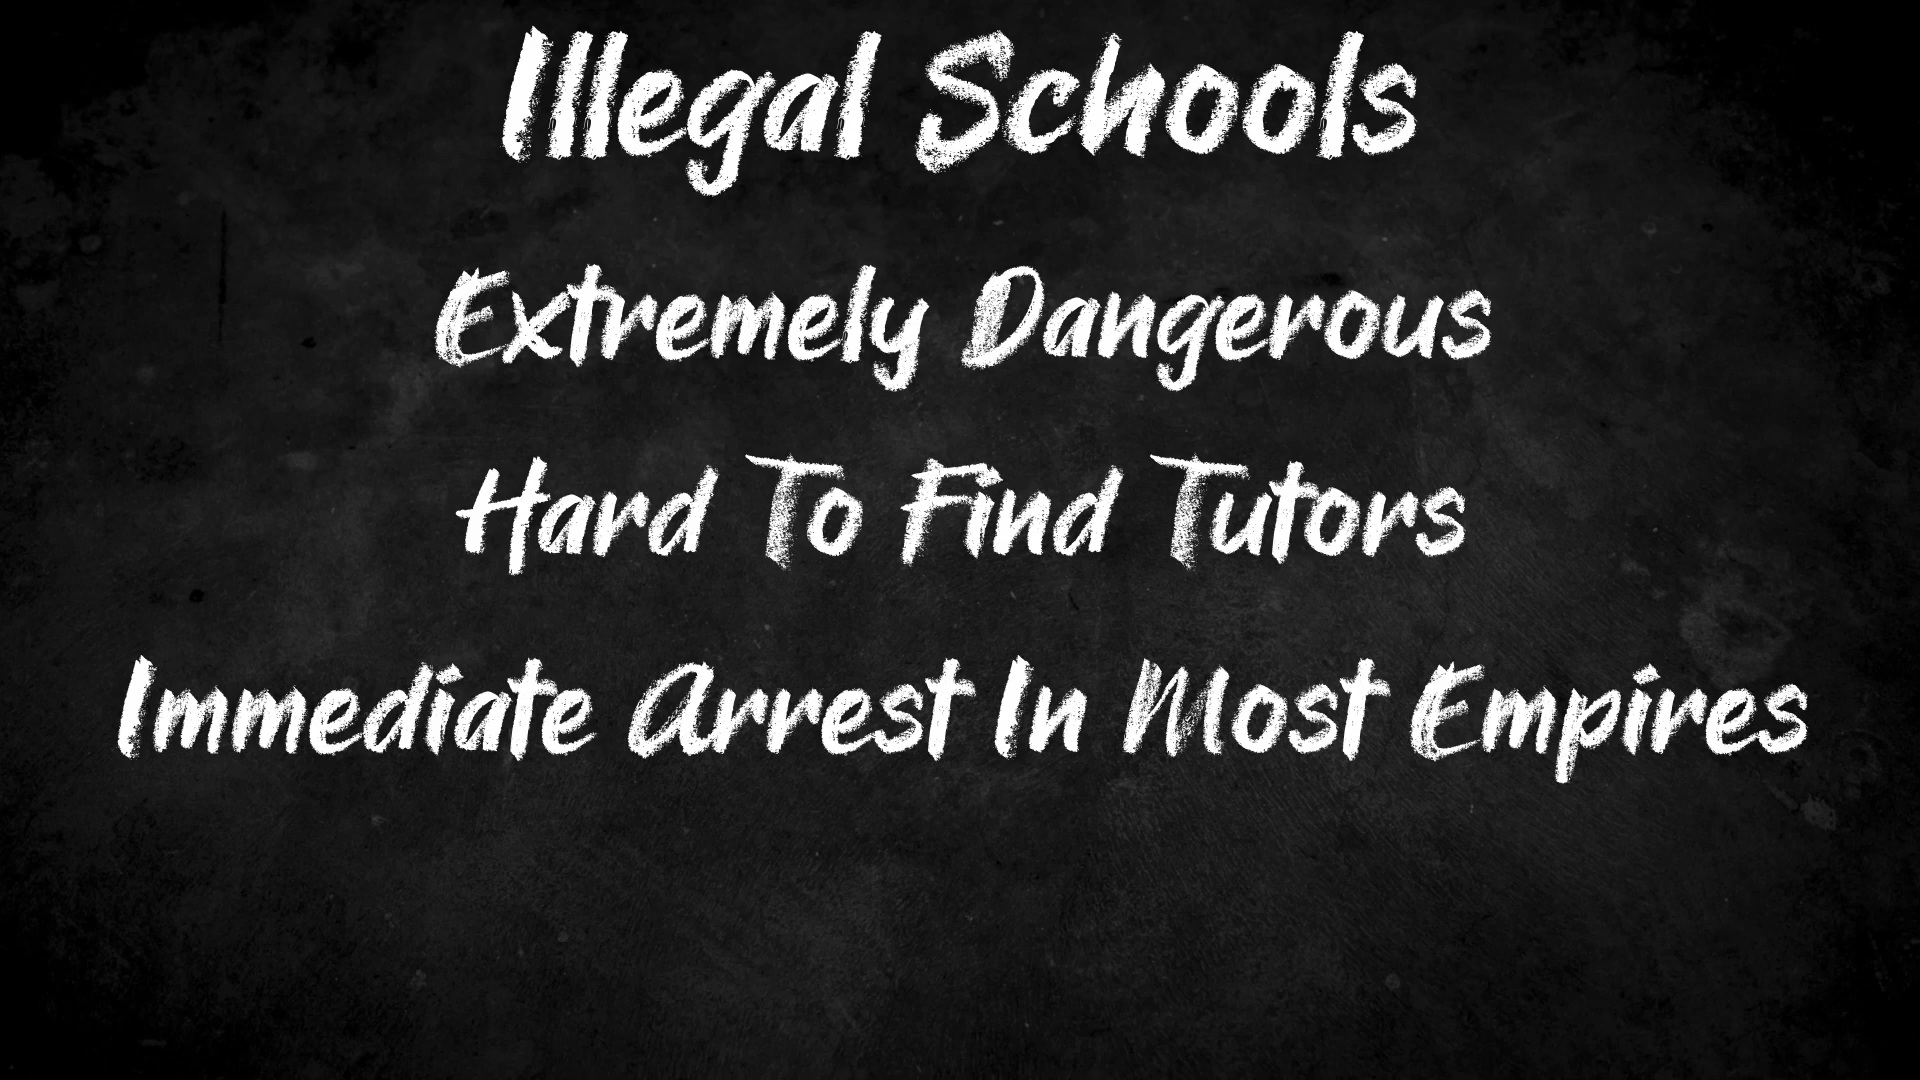 Illegal Schools
Extremely Dangerous
Hard To Find Tutors
Immediate Arrest In Most Empires